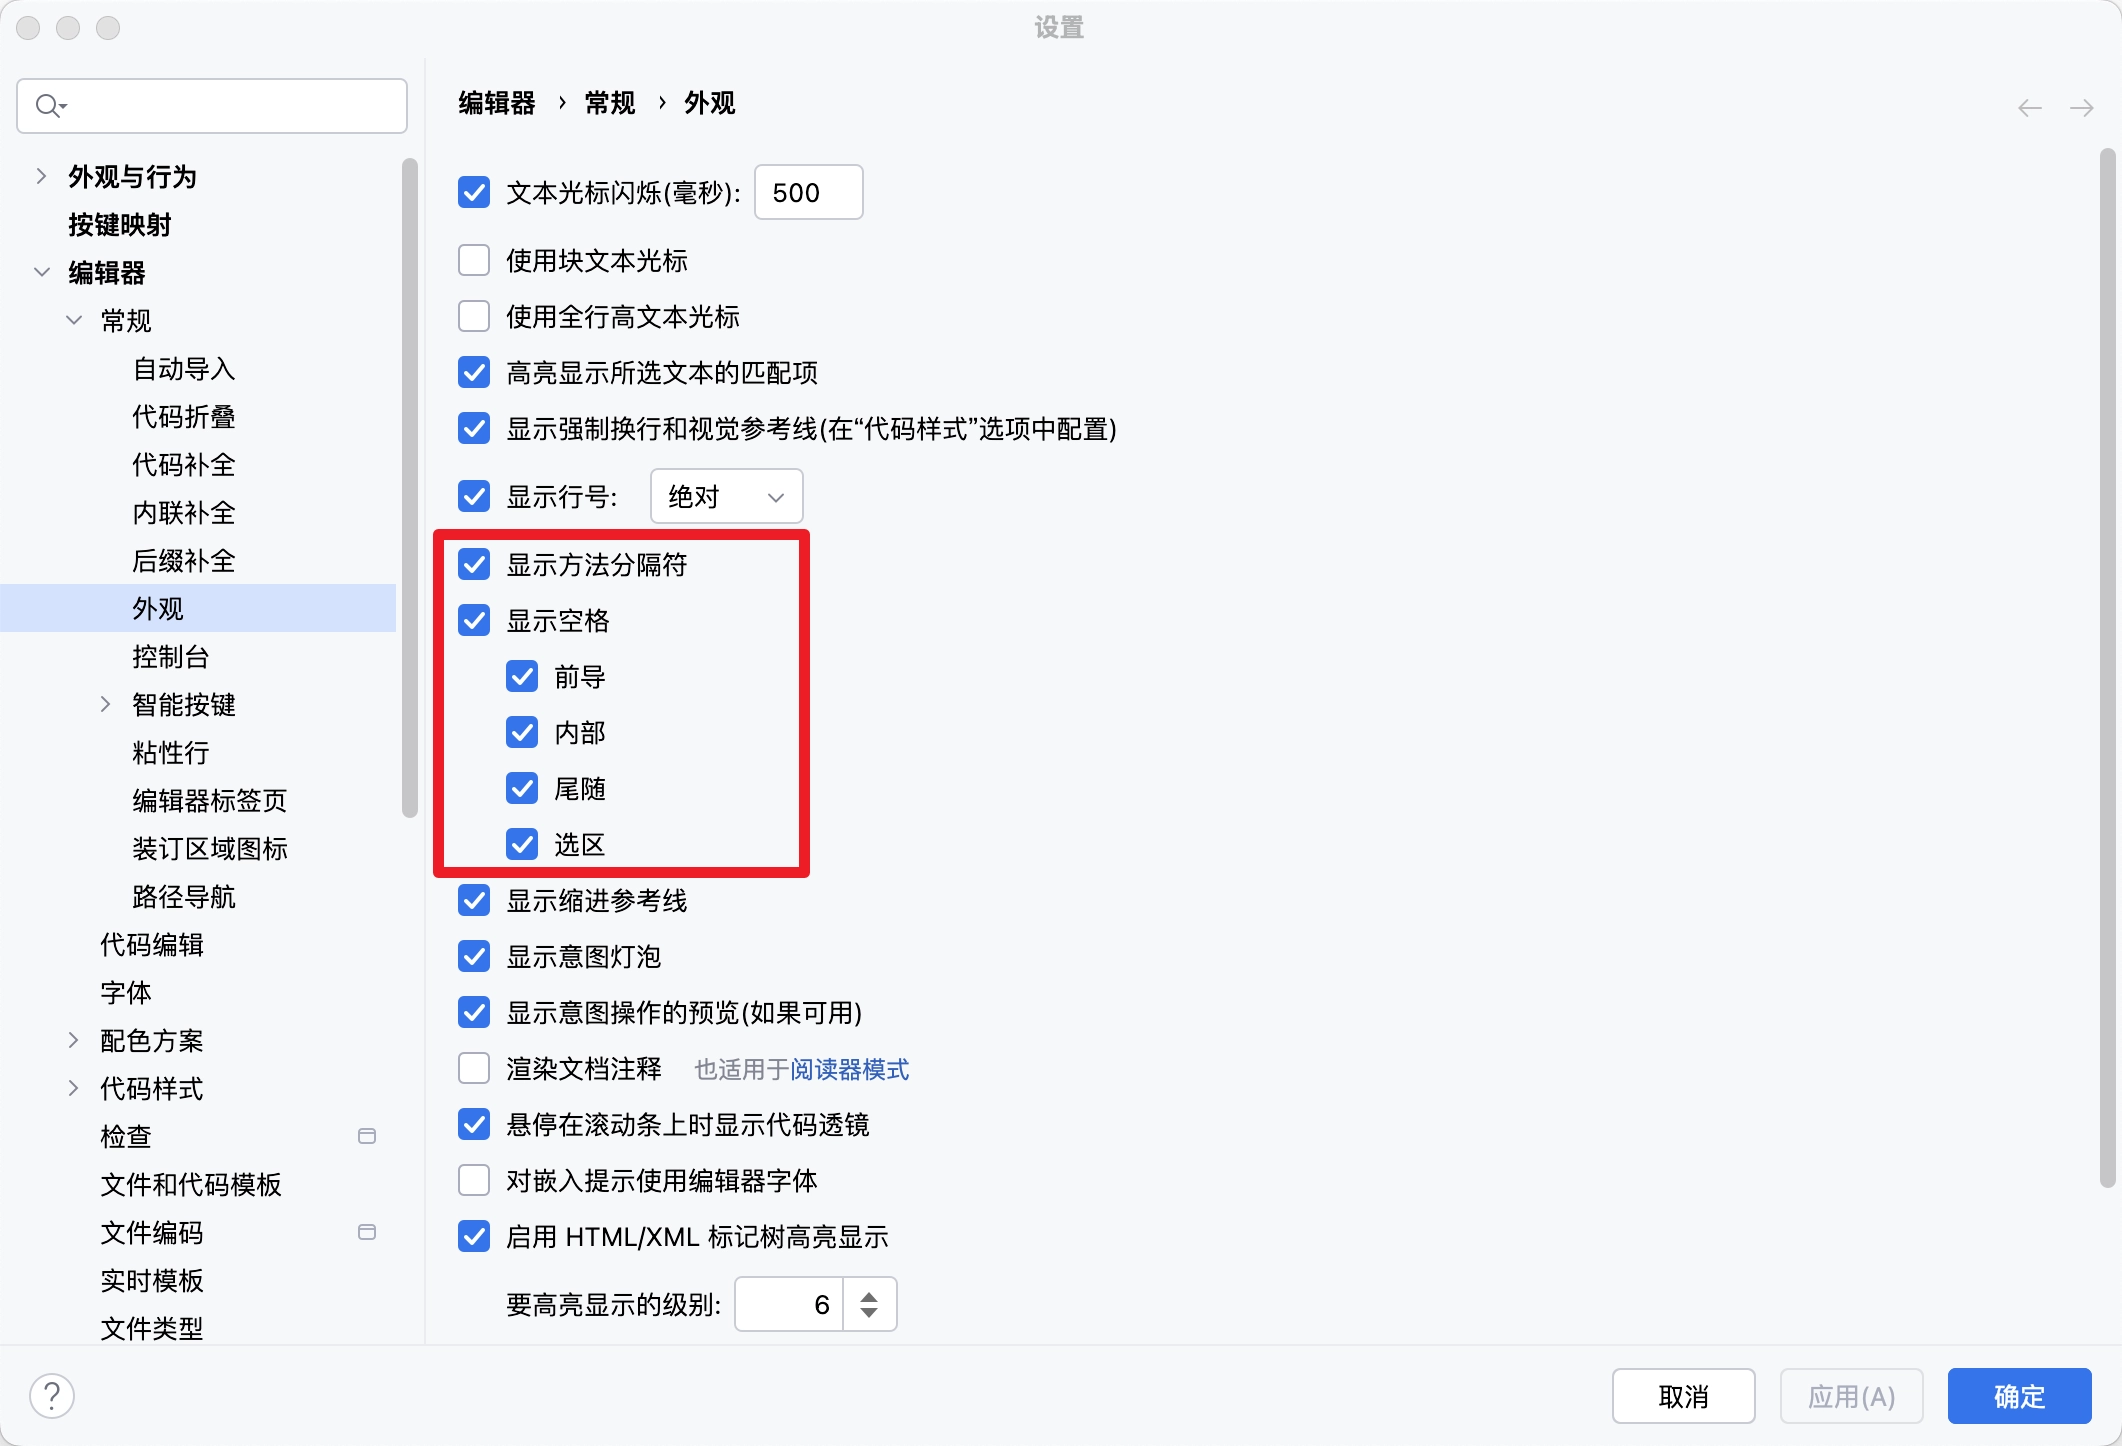 设置
外观与行为
按键映射
编辑器
常规
自动导入
代码折叠
代码补全
内联补全
后缀补全
外观
控制台
智能按键
粘性行
编辑器标签页
装订区域图标
路径导航
代码编辑
字体
配色方案
代码样式
检查
文件和代码模板
文件编码
实时模板
文件类型
编辑器 › 常规 › 外观
文本光标闪烁(毫秒): 500
使用块文本光标
使用全行高文本光标
高亮显示所选文本的匹配项
显示强制换行和视觉参考线(在“代码样式”选项中配置)
显示行号: 绝对
显示方法分隔符
显示空格
前导
内部
尾随
选区
显示缩进参考线
显示意图灯泡
显示意图操作的预览(如果可用)
渲染文档注释 也适用于阅读器模式
悬停在滚动条上时显示代码透镜
对嵌入提示使用编辑器字体
启用 HTML/XML 标记树高亮显示
要高亮显示的级别: 6
?
取消
应用(A)
确定